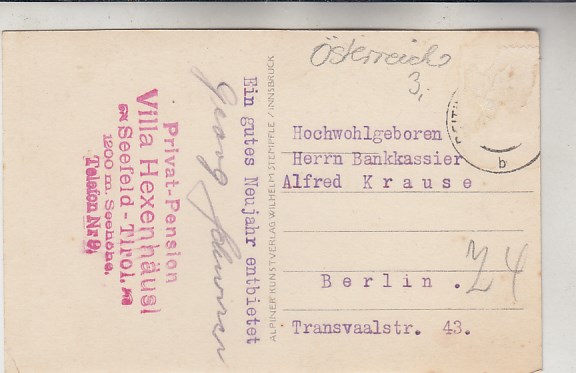 Österreich
3,
Hochwohlgeboren
Herrn Bankkassier
Alfred Krause
Berlin.
Transvaalstr. 43.
b
ALPINER KUNSTVERLAG WILHELM STEMPFLE / INNSBRUCK
Ein gutes Neujahr entbietet
Georg
Privat-Pension
Villa Hexenhäusl
Seefeld-Tirol.
1200 m. Seehöhe.
Telefon Nr. 9,